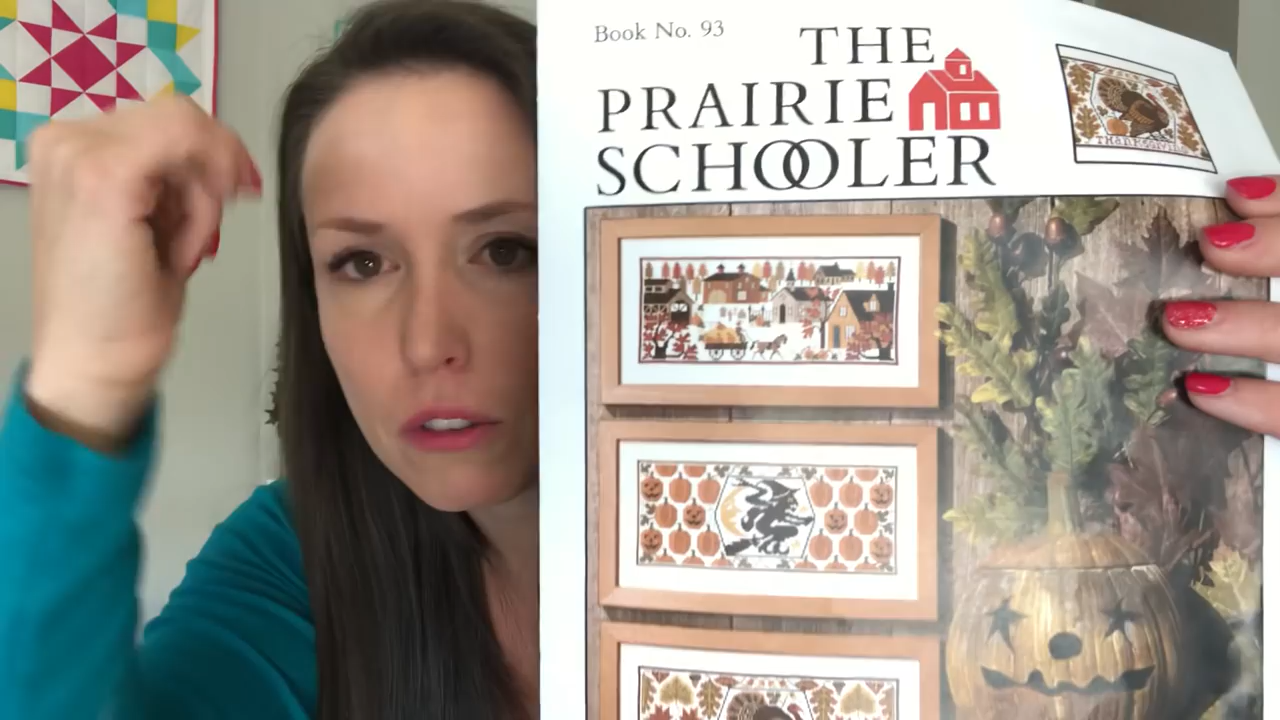 Book No. 93
THE
PRAIRIE
SCHOOLER
THANKSGIVING